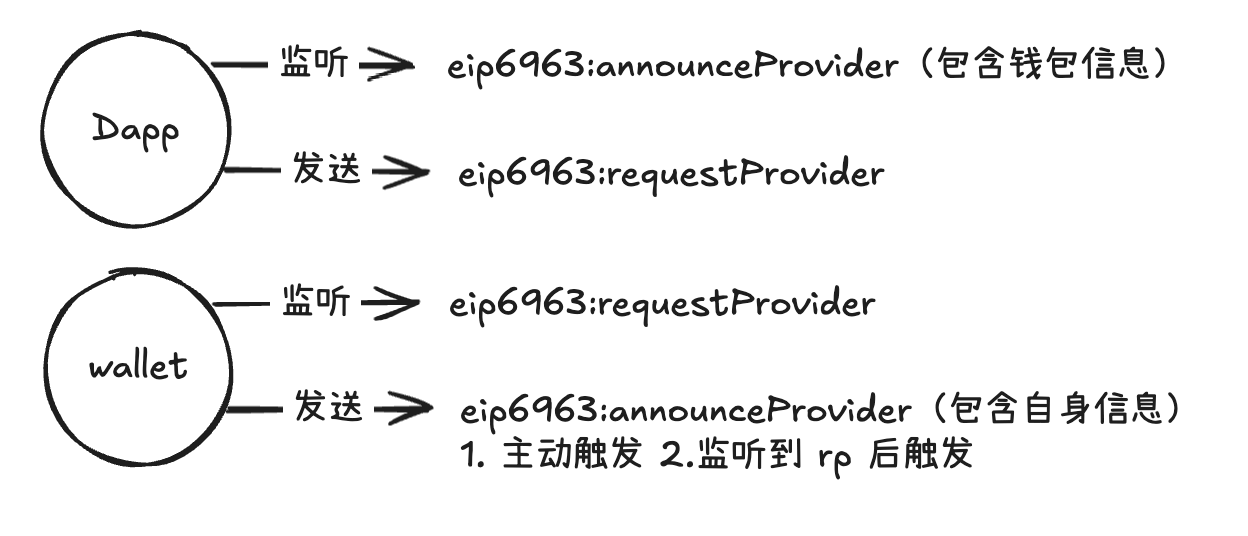 监听 eip6963:announceProvider（包含钱包信息）
Dapp
发送 eip6963:requestProvider
监听 eip6963:requestProvider
wallet
发送 eip6963:announceProvider（包含自身信息）
1. 主动触发 2.监听到 rp 后触发